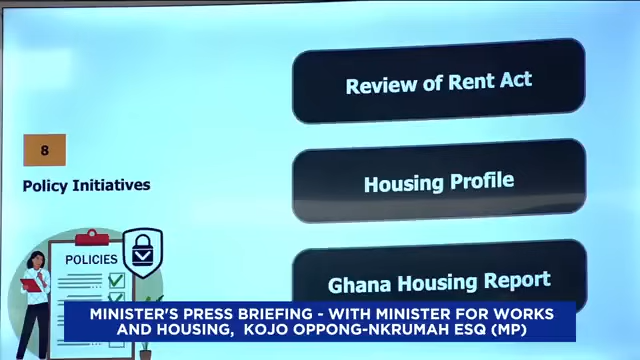 Review of Rent Act
8
Policy Initiatives
Housing Profile
POLICIES
Ghana Housing Report
MINISTER'S PRESS BRIEFING - WITH MINISTER FOR WORKS
AND HOUSING, KOJO OPPONG-NKRUMAH ESQ (MP)